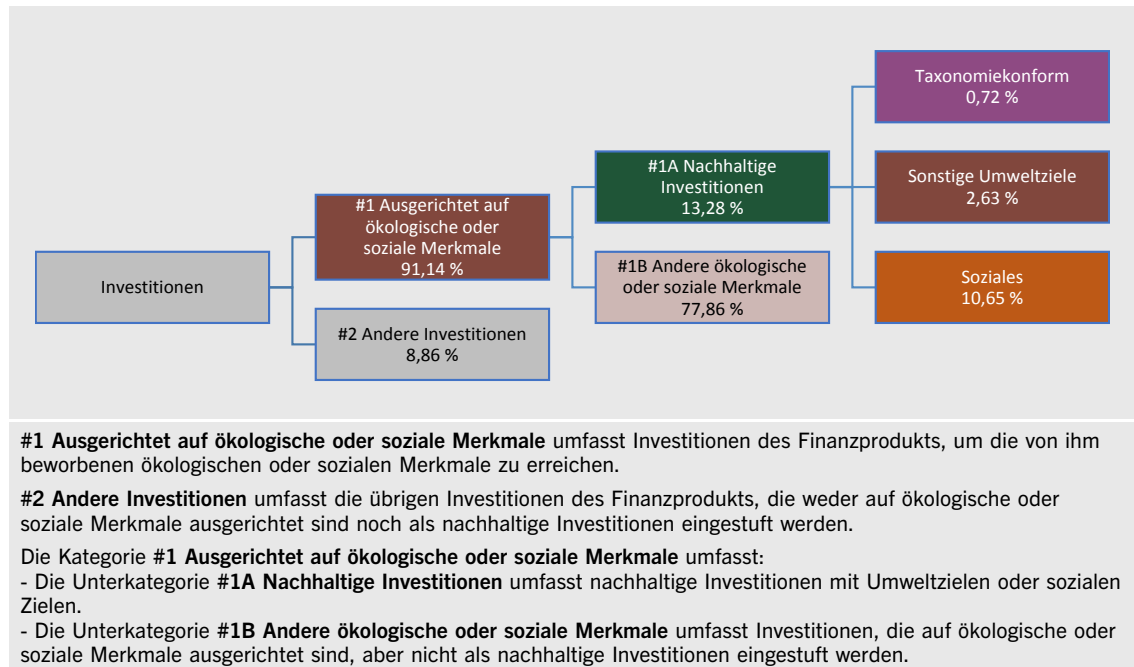 Investitionen
#1 Ausgerichtet auf
ökologische oder
soziale Merkmale
91,14 %
#2 Andere Investitionen
8,86 %
#1A Nachhaltige
Investitionen
13,28 %
#1B Andere ökologische
oder soziale Merkmale
77,86 %
Taxonomiekonform
0,72 %
Sonstige Umweltziele
2,63 %
Soziales
10,65 %
#1 Ausgerichtet auf ökologische oder soziale Merkmale umfasst Investitionen des Finanzprodukts, um die von ihm
beworbenen ökologischen oder sozialen Merkmale zu erreichen.
#2 Andere Investitionen umfasst die übrigen Investitionen des Finanzprodukts, die weder auf ökologische oder
soziale Merkmale ausgerichtet sind noch als nachhaltige Investitionen eingestuft werden.
Die Kategorie #1 Ausgerichtet auf ökologische oder soziale Merkmale umfasst:
- Die Unterkategorie #1A Nachhaltige Investitionen umfasst nachhaltige Investitionen mit Umweltzielen oder sozialen
Zielen.
- Die Unterkategorie #1B Andere ökologische oder soziale Merkmale umfasst Investitionen, die auf ökologische oder
soziale Merkmale ausgerichtet sind, aber nicht als nachhaltige Investitionen eingestuft werden.